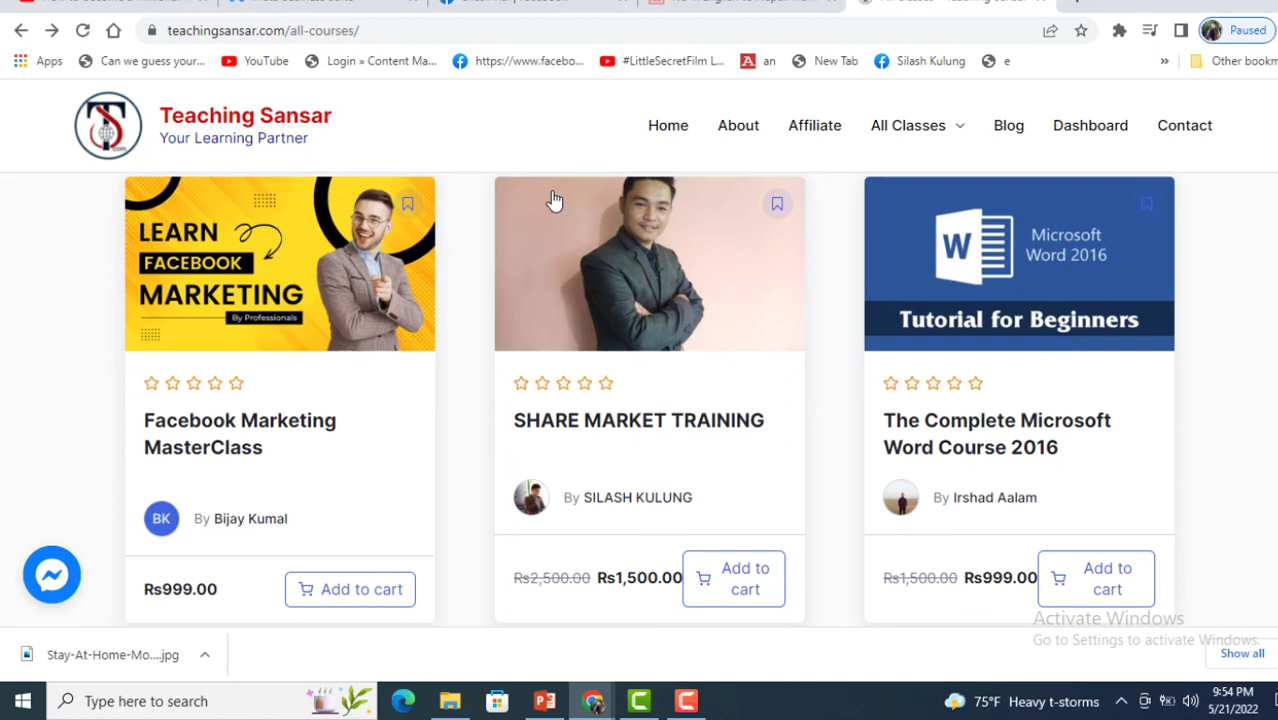 teachingsansar.com/all-courses/
Paused
Apps
Can we guess your...
YouTube
Login » Content Ma...
https://www.facebo...
#LittleSecretFilm L...
an
New Tab
Silash Kulung
e
»
Other bookm
Teaching Sansar
Your Learning Partner
Home
About
Affiliate
All Classes
Blog
Dashboard
Contact
LEARN
FACEBOOK
MARKETING
By Professionals
Microsoft
Word 2016
Tutorial for Beginners
Facebook Marketing
MasterClass
SHARE MARKET TRAINING
The Complete Microsoft
Word Course 2016
BK
By Bijay Kumal
By SILASH KULUNG
By Irshad Aalam
Rs999.00
Add to cart
Rs2,500.00 Rs1,500.00
Add to
cart
Rs1,500.00 Rs999.00
Add to
cart
Activate Windows
Go to Settings to activate Windows.
Stay-At-Home-Mo....jpg
Show all
Type here to search
75°F Heavy t-storms
9:54 PM
5/21/2022